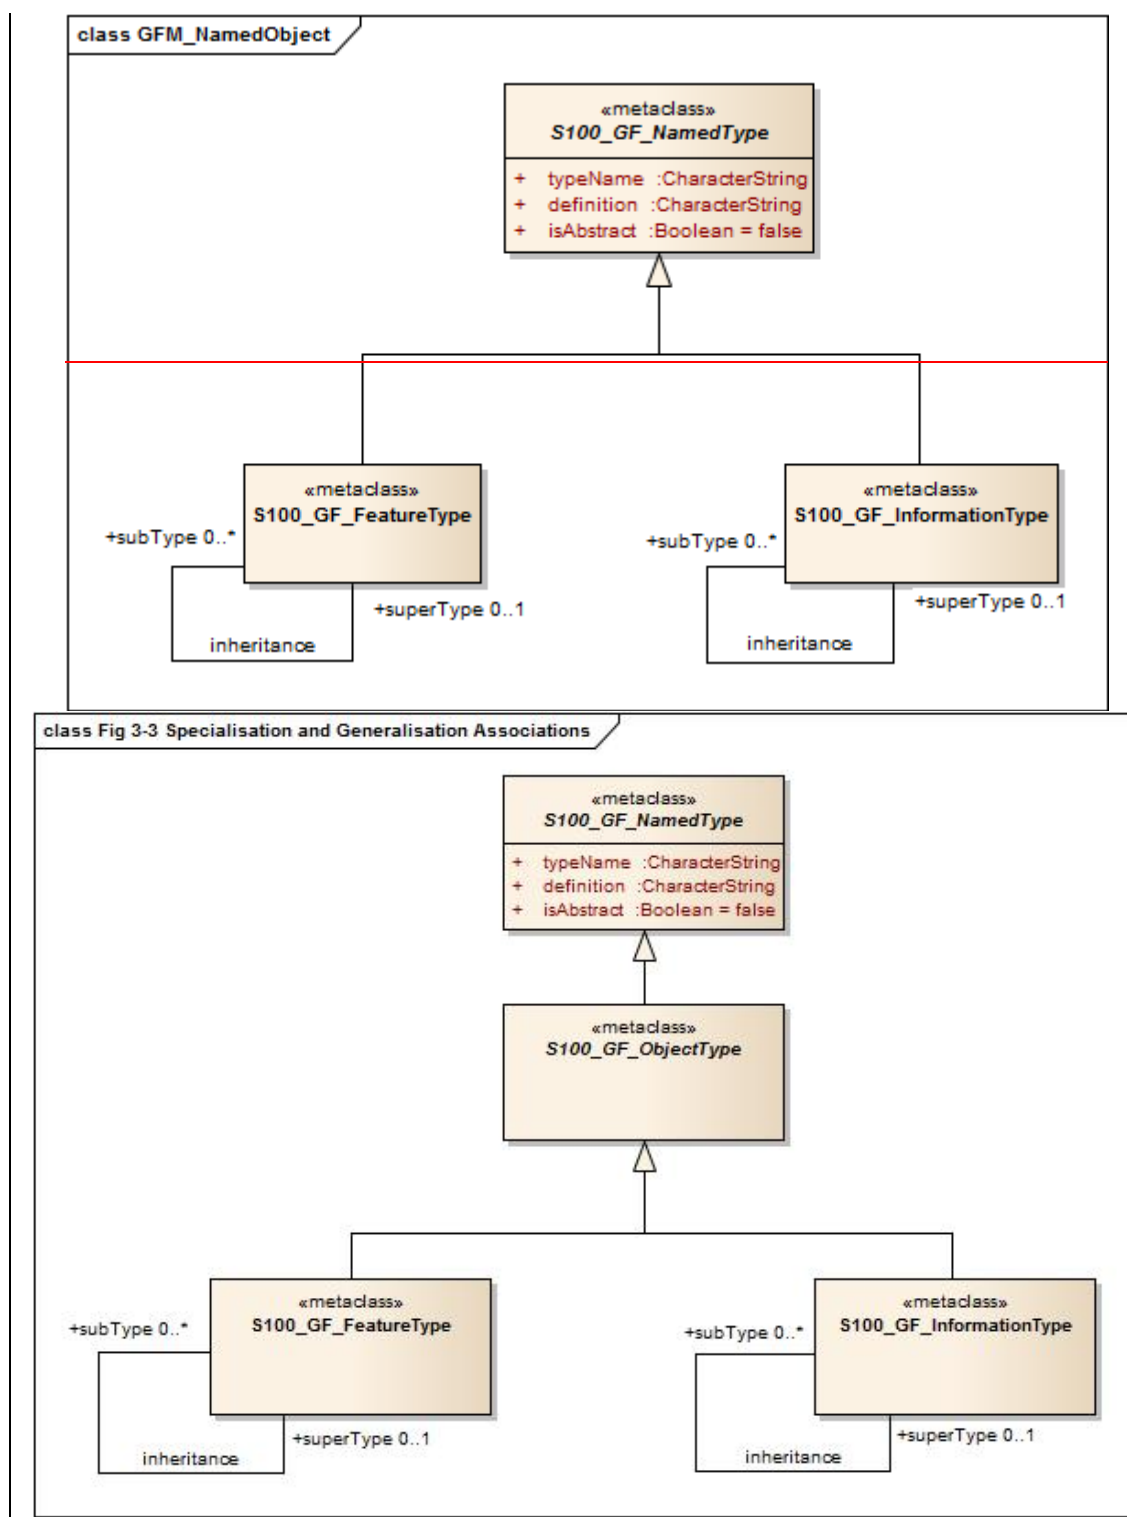 class GFM_NamedObject
«metaclass»
S100_GF_NamedType
+ typeName :CharacterString
+ definition :CharacterString
+ isAbstract :Boolean = false
«metaclass»
S100_GF_FeatureType
+subType 0..*
+superType 0..1
inheritance
«metaclass»
S100_GF_InformationType
+subType 0..*
+superType 0..1
inheritance
class Fig 3-3 Specialisation and Generalisation Associations
«metaclass»
S100_GF_NamedType
+ typeName :CharacterString
+ definition :CharacterString
+ isAbstract :Boolean = false
«metaclass»
S100_GF_ObjectType
«metaclass»
S100_GF_FeatureType
+subType 0..*
+superType 0..1
inheritance
«metaclass»
S100_GF_InformationType
+subType 0..*
+superType 0..1
inheritance